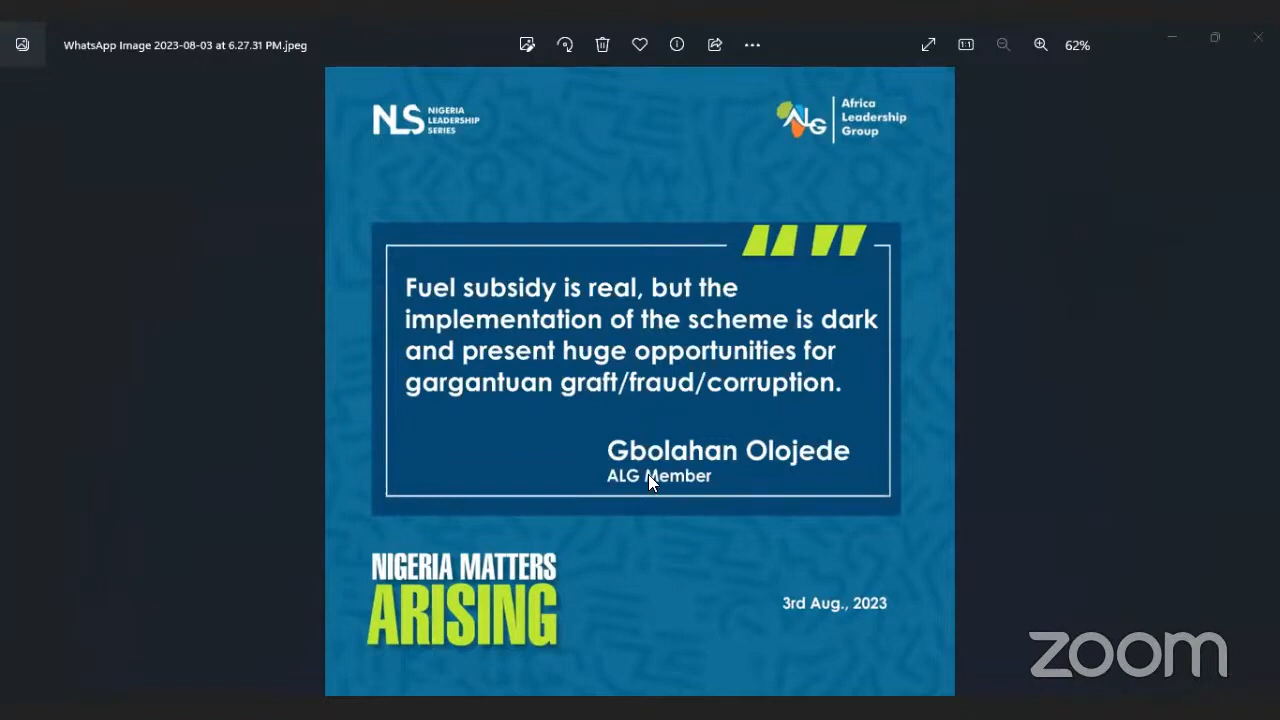 WhatsApp Image 2023-08-03 at 6.27.31 PM.jpeg
62%
NLS
NIGERIA
LEADERSHIP
SERIES
ALG
Africa
Leadership
Group
Fuel subsidy is real, but the
implementation of the scheme is dark
and present huge opportunities for
gargantuan graft/fraud/corruption.
Gbolahan Olojede
ALG Member
NIGERIA MATTERS
ARISING
3rd Aug., 2023
zoom